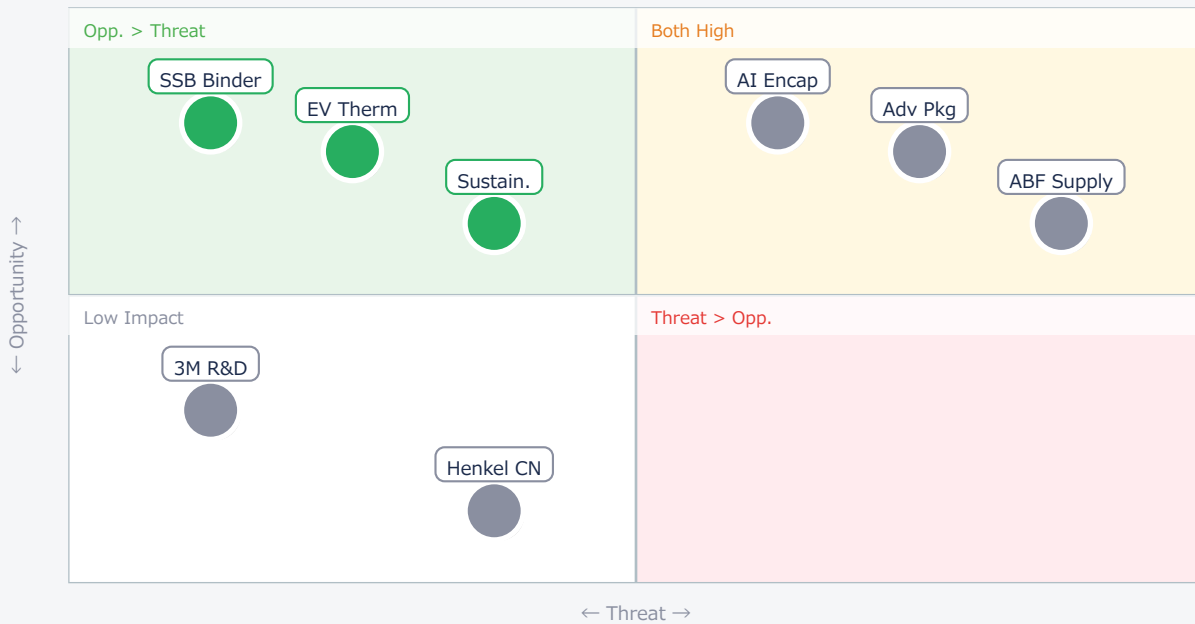 Opp. > Threat
Both High
SSB Binder
EV Therm
Sustain.
AI Encap
Adv Pkg
ABF Supply
← Opportunity →
Low Impact
Threat > Opp.
3M R&D
Henkel CN
← Threat →